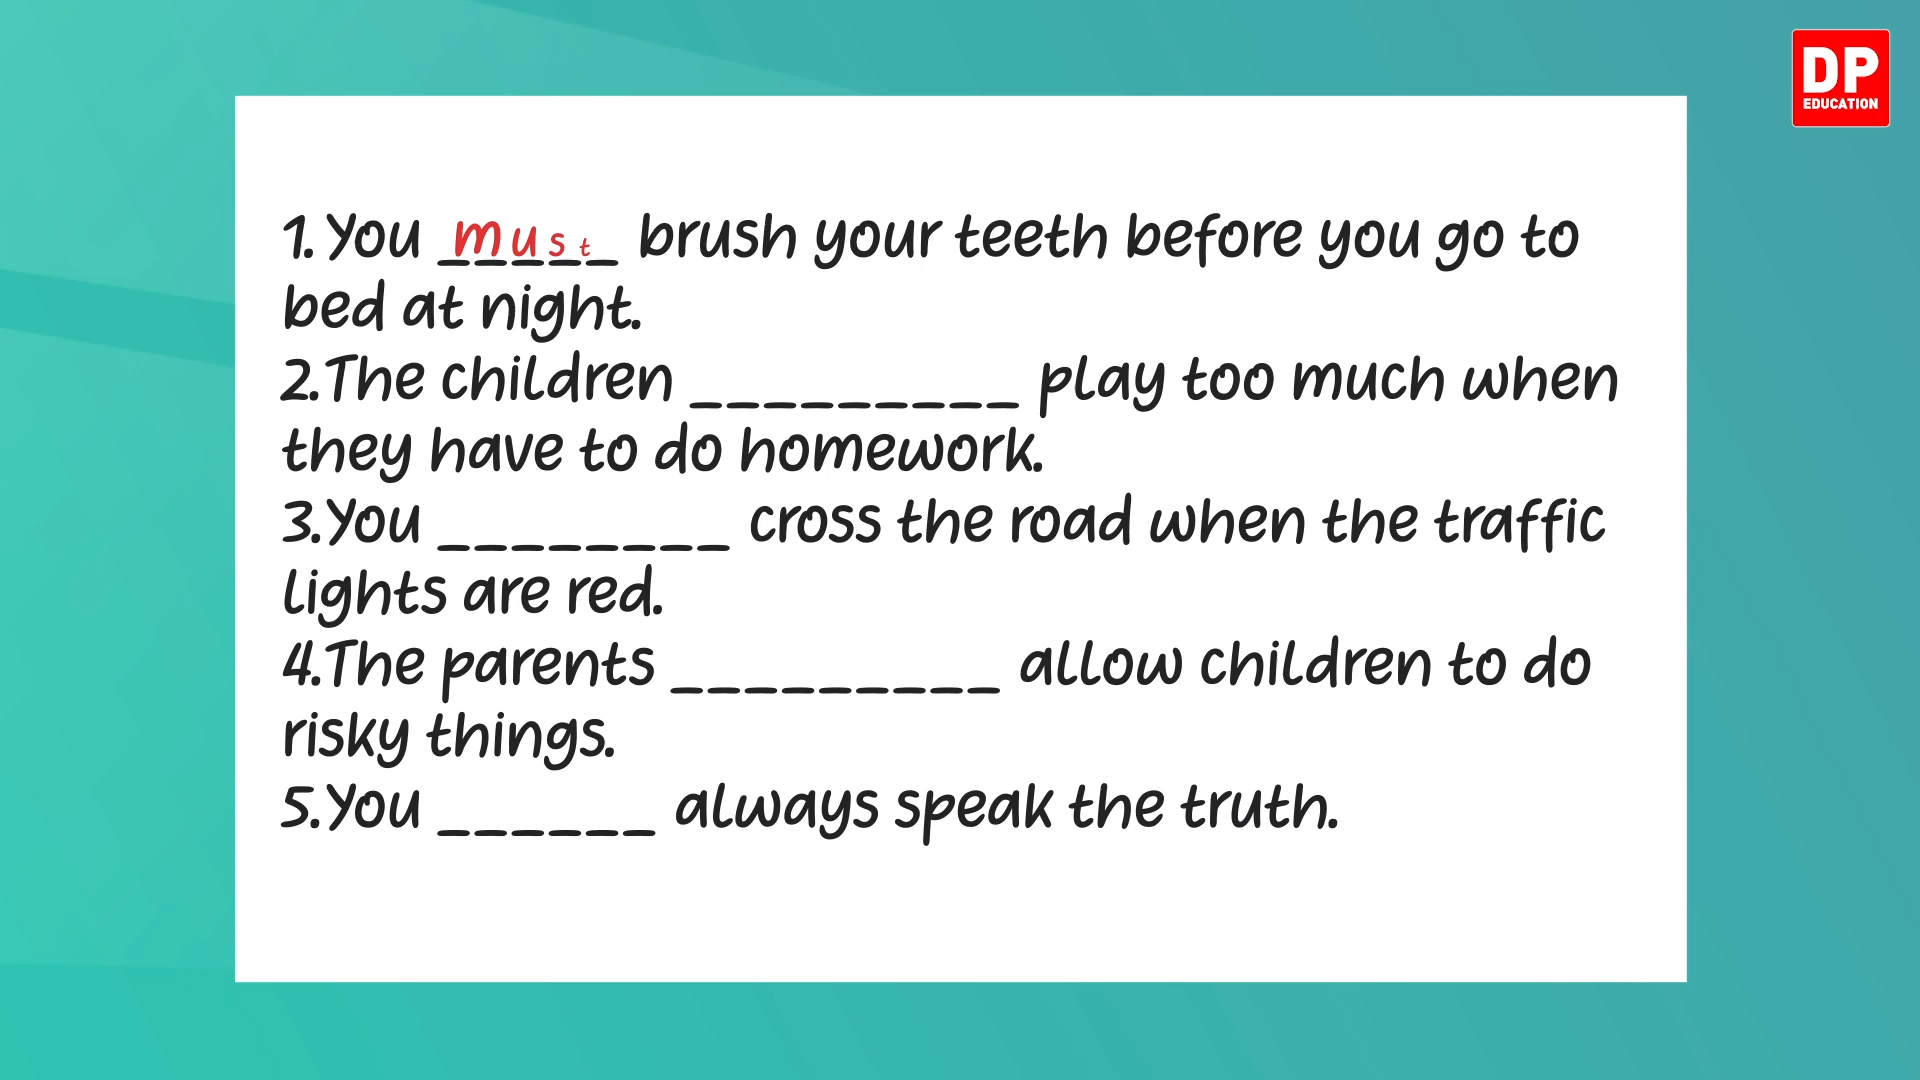 DP
EDUCATION
1. You must brush your teeth before you go to
bed at night.
2.The children _________ play too much when
they have to do homework.
3.You ________ cross the road when the traffic
lights are red.
4.The parents _________ allow children to do
risky things.
5.You ______ always speak the truth.